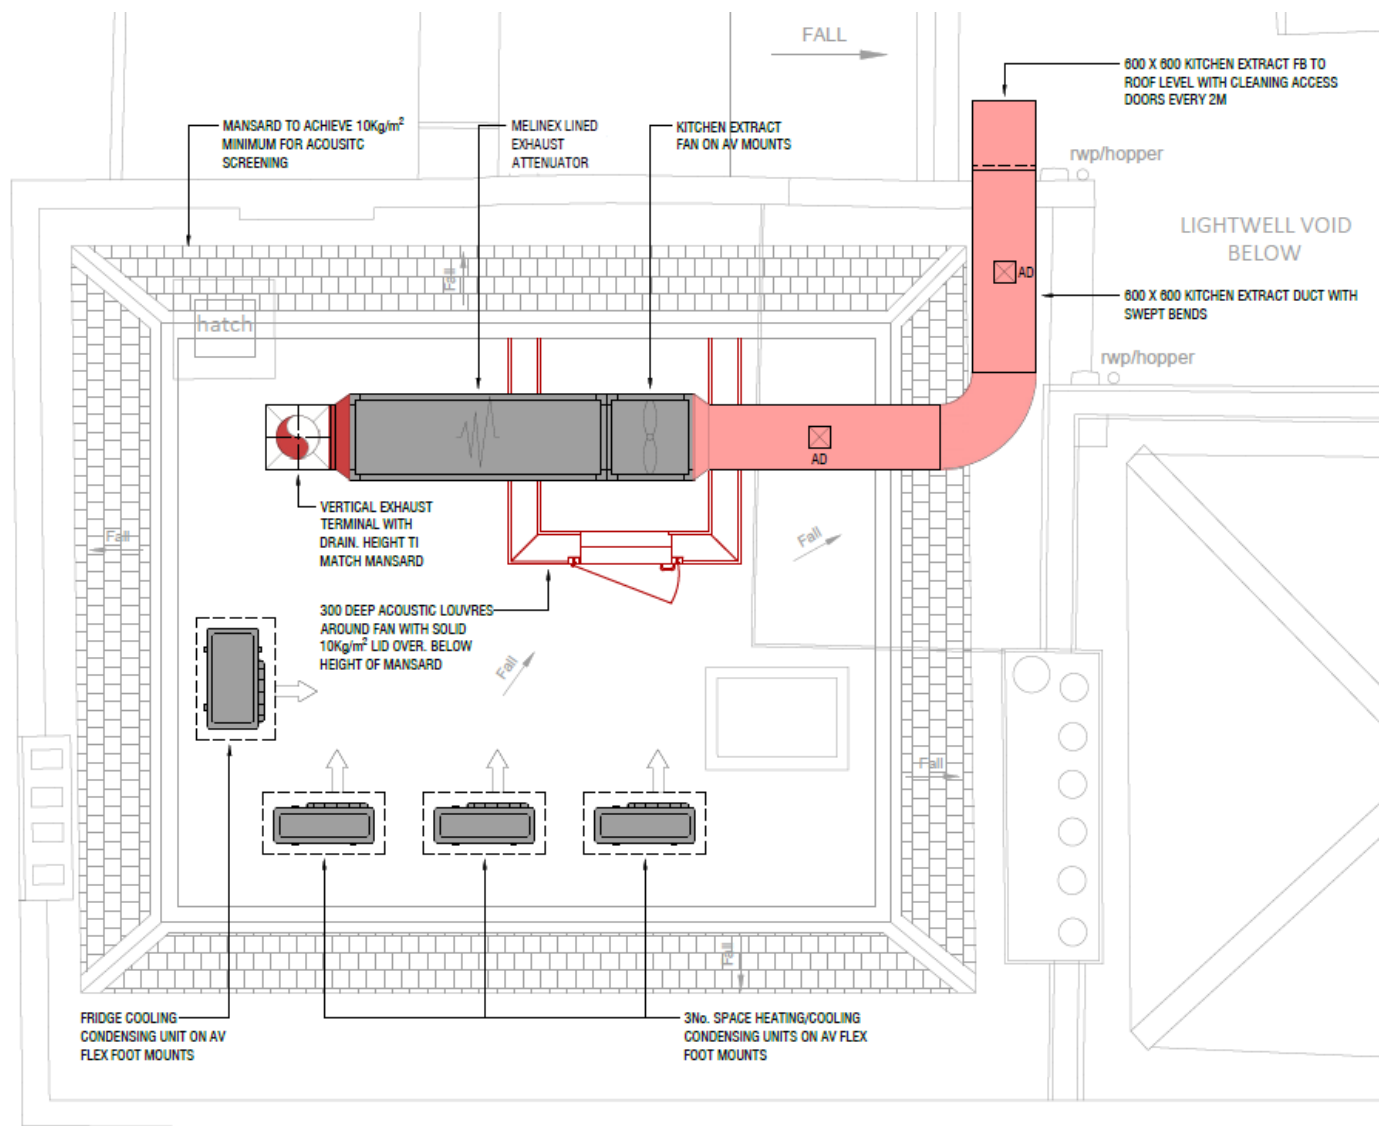 FALL
600 X 600 KITCHEN EXTRACT FB TO
ROOF LEVEL WITH CLEANING ACCESS
DOORS EVERY 2M
MANSARD TO ACHIEVE 10Kg/m²
MINIMUM FOR ACOUSITC
SCREENING
MELINEX LINED
EXHAUST
ATTENUATOR
KITCHEN EXTRACT
FAN ON AV MOUNTS
rwp/hopper
LIGHTWELL VOID
BELOW
Fall
AD
600 X 600 KITCHEN EXTRACT DUCT WITH
SWEPT BENDS
hatch
rwp/hopper
AD
VERTICAL EXHAUST
TERMINAL WITH
DRAIN. HEIGHT TI
MATCH MANSARD
Fall
Fall
300 DEEP ACOUSTIC LOUVRES
AROUND FAN WITH SOLID
10Kg/m² LID OVER. BELOW
HEIGHT OF MANSARD
Fall
Fall
Fall
FRIDGE COOLING
CONDENSING UNIT ON AV
FLEX FOOT MOUNTS
3No. SPACE HEATING/COOLING
CONDENSING UNITS ON AV FLEX
FOOT MOUNTS